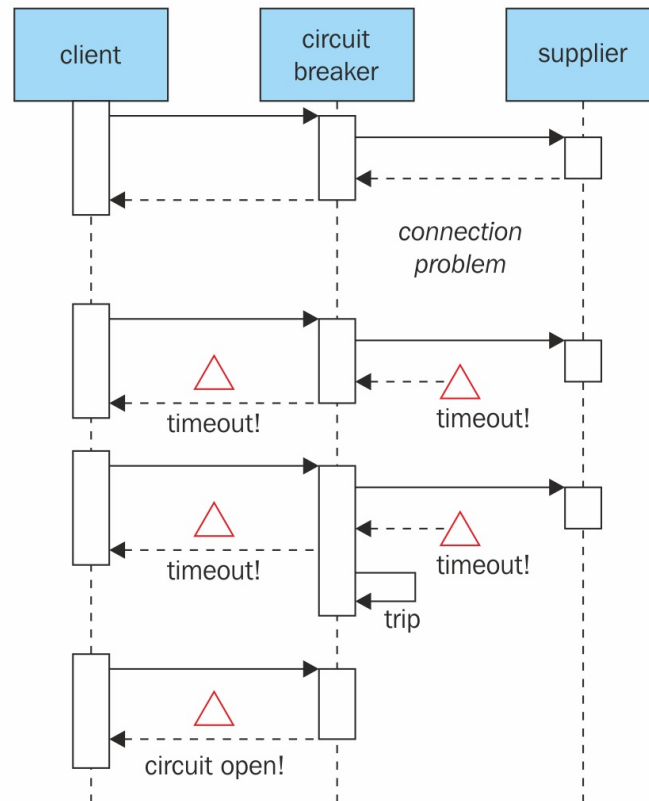 client
circuit
breaker
supplier
connection
problem
timeout!
timeout!
timeout!
timeout!
trip
circuit open!